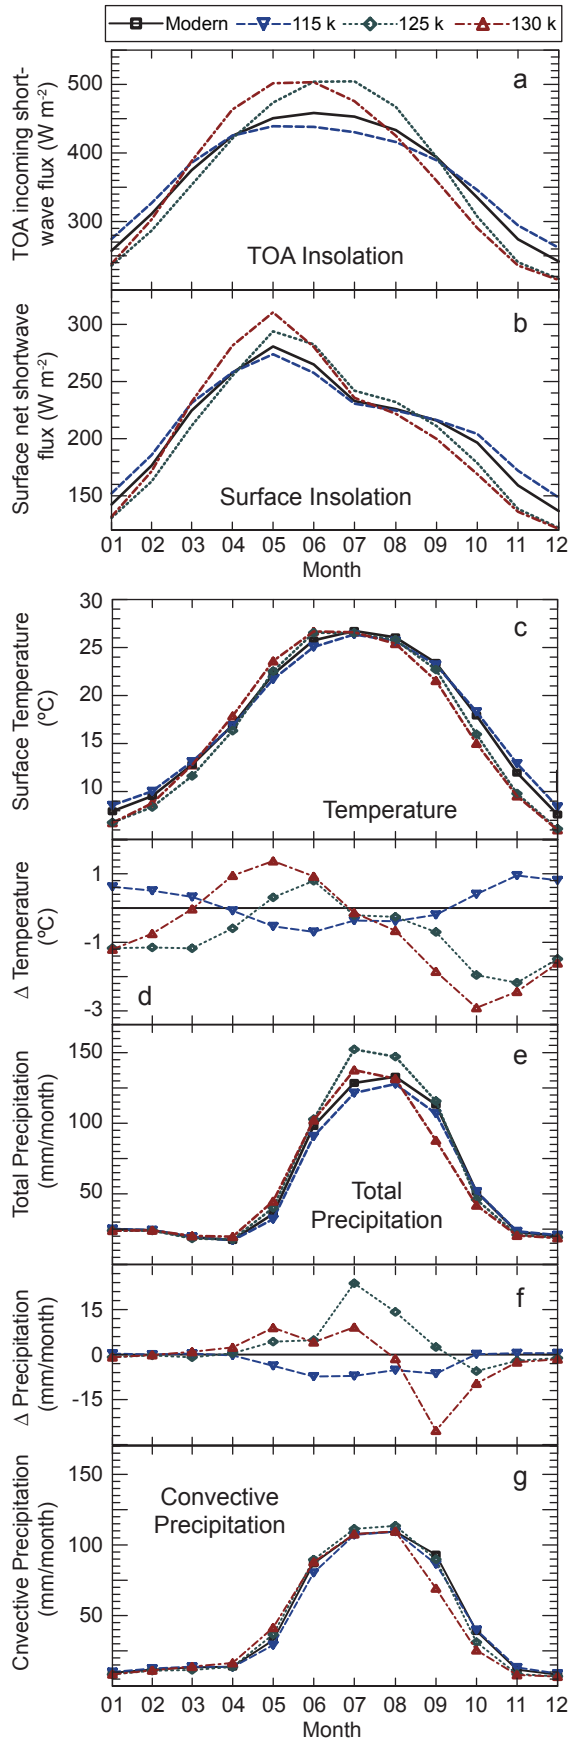 Modern 115 k 125 k 130 k
a
TOA incoming short-
wave flux (W m-2)
500
400
300
TOA Insolation
b
Surface net shortwave
flux (W m-2)
300
250
200
150
Surface Insolation
01 02 03 04 05 06 07 08 09 10 11 12
Month
c
Surface Temperature
(ºC)
30
25
20
15
10
Temperature
Δ Temperature
(ºC)
1
-1
-3
d
e
Total Precipitation
(mm/month)
150
100
50
Total
Precipitation
f
Δ Precipitation
(mm/month)
15
0
-15
g
Cnvective Precipitation
(mm/month)
150
100
50
Convective
Precipitation
01 02 03 04 05 06 07 08 09 10 11 12
Month